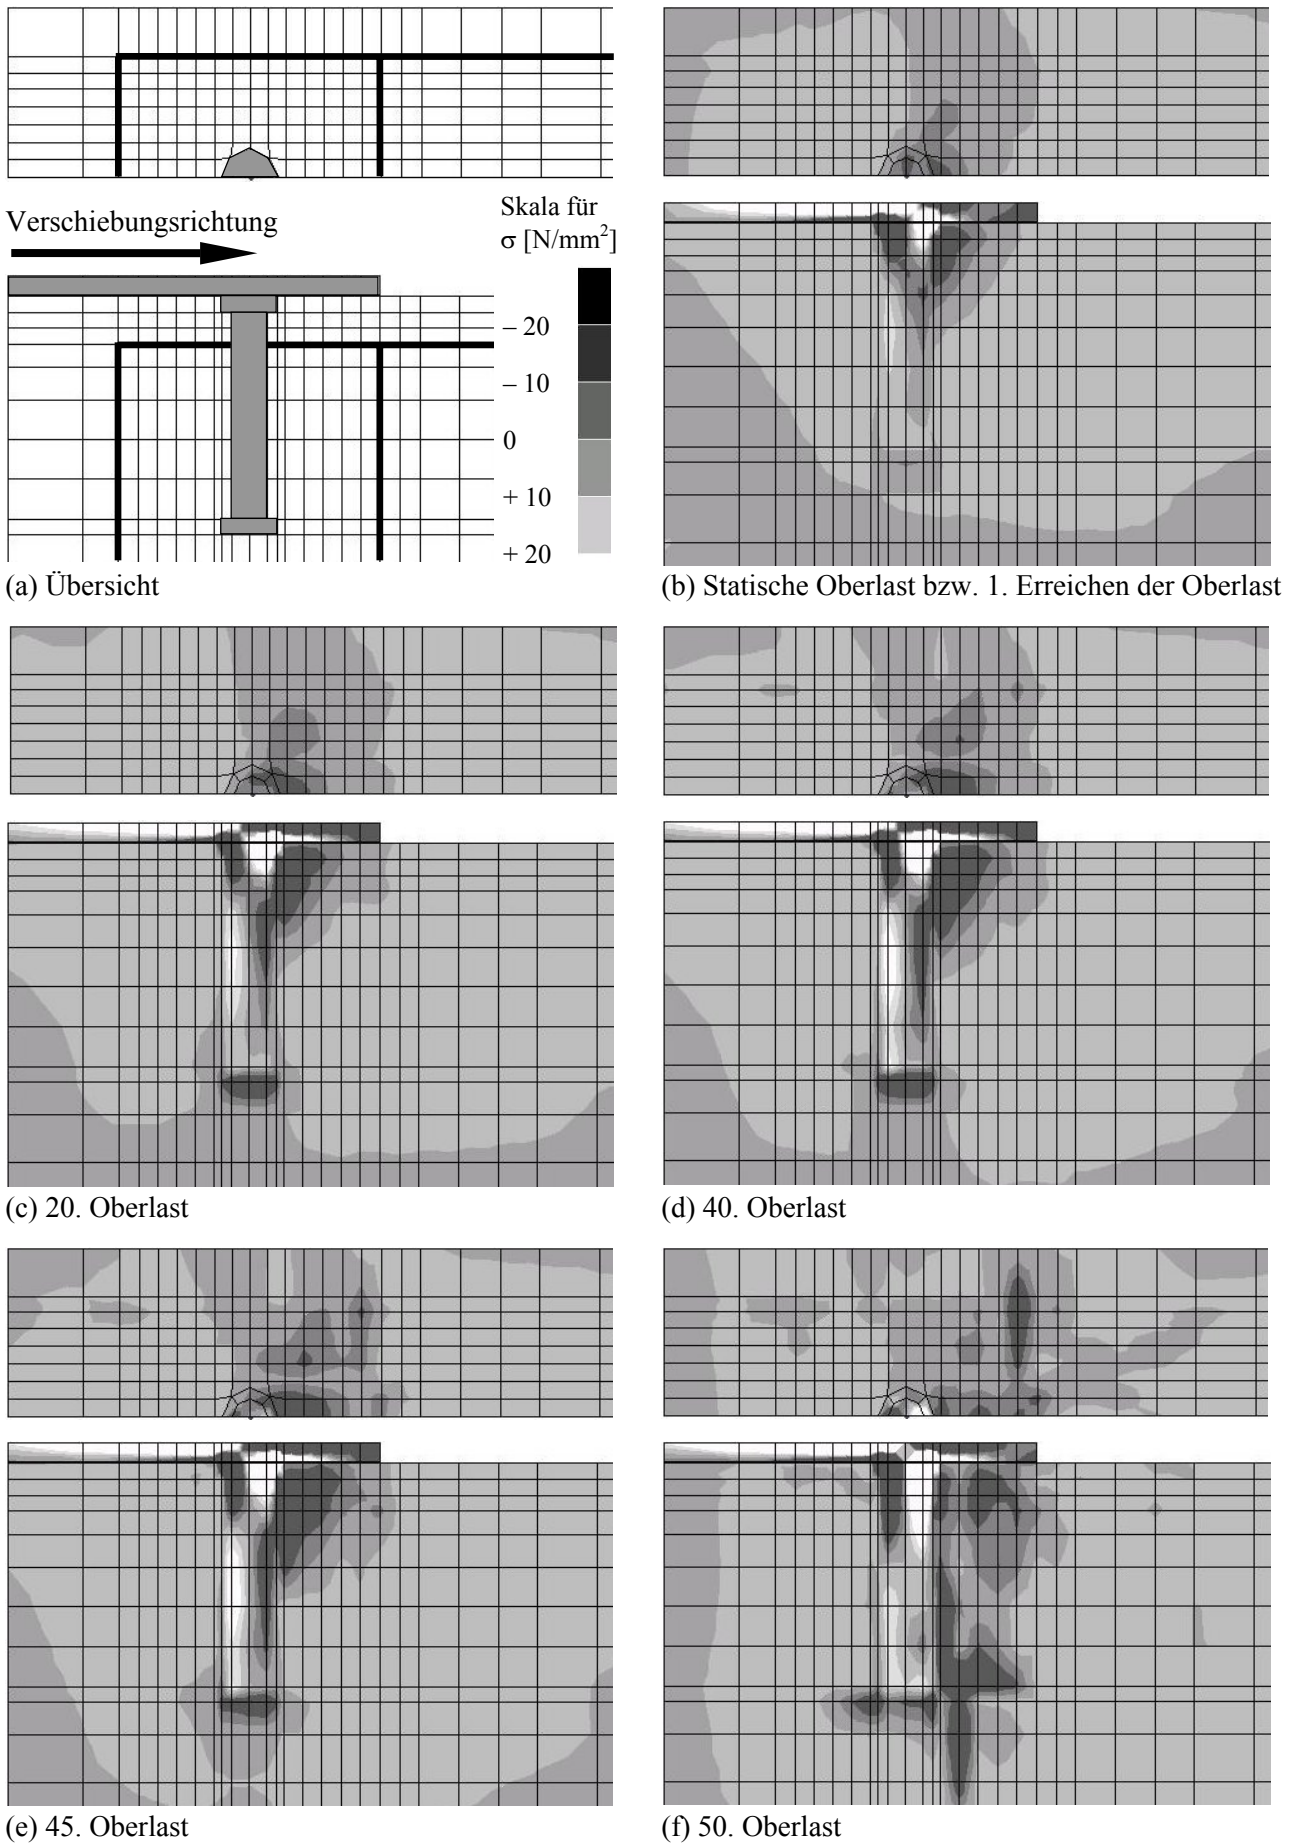 Verschiebungsrichtung
Skala für
σ [N/mm²]
– 20
– 10
0
+ 10
+ 20
(a) Übersicht
(b) Statische Oberlast bzw. 1. Erreichen der Oberlast
(c) 20. Oberlast
(d) 40. Oberlast
(e) 45. Oberlast
(f) 50. Oberlast